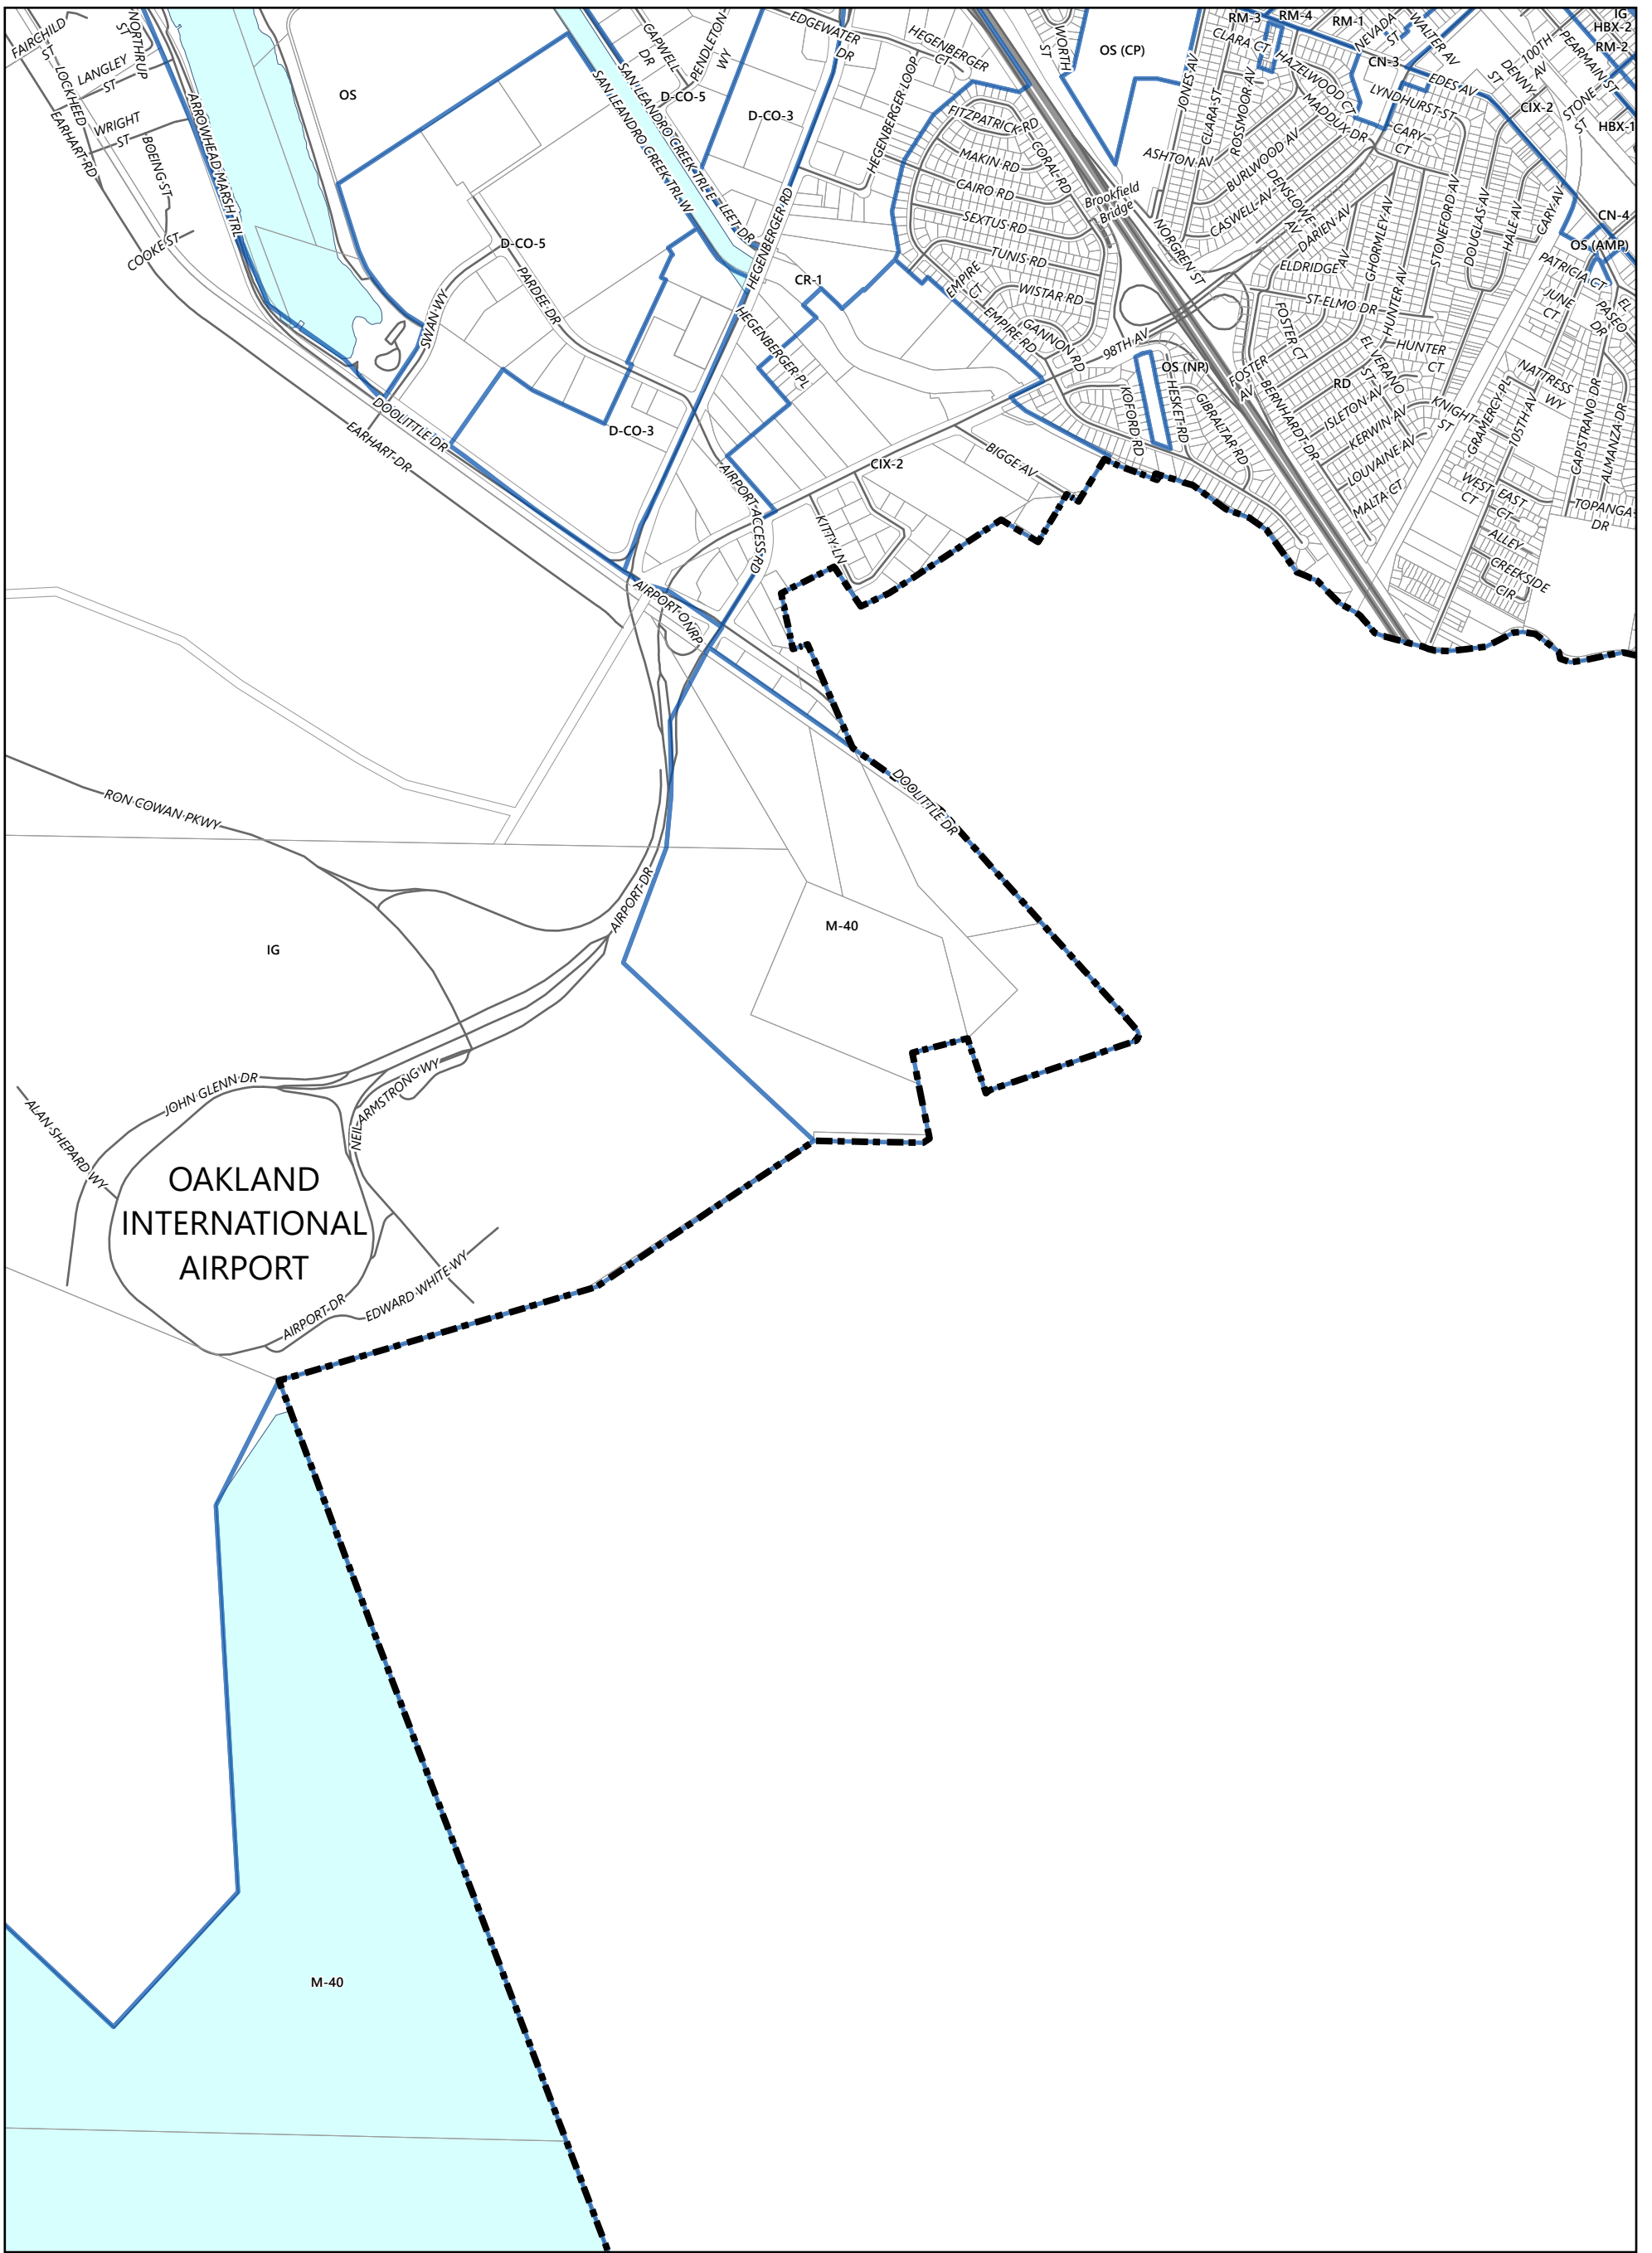 FAIRCHILD
ST
NORTHRUP
ST
LOCKHEED
ST
LANGLEY
ST
WRIGHT
ST
EARHART·RD
BOEING·ST
COOKE·ST
ARROWHEAD·MARSH·TRL
OS
CAPWELL
DR
PENDLETON
WY
SAN·LEANDRO·CREEK·TRL·E
SAN·LEANDRO·CREEK·TRL·W
FLEET·DR
D-CO-5
D-CO-3
EDGEWATER
DR
HEGENBERGER
CT
HEGENBERGER·LOOP
HEGENBERGER·RD
WORTH
ST
OS (CP)
RM-3
RM-4
RM-1
CLARA·CT
JONES·AV
CLARA·ST
ROSSMOOR·AV
HAZELWOOD·CT
MADDUX·DR
NEVADA
ST
WALTER·AV
CN-3
EDES·AV
LYNDHURST·ST
CARY
CT
100TH
AV
DENNY
ST
CIX-2
PEARMAIN·ST
STONE
ST
IG
HBX-2
RM-2
HBX-1
FITZPATRICK·RD
MAKIN·RD
CORAL·RD
CAIRO RD
SEXTUS·RD
TUNIS·RD
WISTAR RD
EMPIRE
CT
EMPIRE·RD
GANNON·RD
Brookfield
Bridge
NORGREN·ST
ASHTON·AV
BURLWOOD·AV
CASWELL·AV
DENSLOWE
AV
DARIEN·AV
ELDRIDGE
AV
GHORMLEY·AV
STONEFORD·AV
DOUGLAS·AV
HALE·AV
CARY·AV
CN-4
OS (AMP)
PATRICIA·CT
JUNE
CT
EL
PASEO
DR
ST·ELMO·DR
HUNTER·AV
HUNTER
CT
FOSTER·CT
FOSTER
AV
EL·VERANO
ST
RD
BERNHARDT·DR
ISLETON·AV
KERWIN·AV
LOUVAINE·AV
MALTA·CT
KNIGHT
ST
GRAMERCY·PL
105TH·AV
NATTRESS
WY
CAPISTRANO·DR
ALMANZA·DR
WEST
CT
EAST
CT
ALLEY
CREEKSIDE
CIR
TOPANGA
DR
D-CO-5
PARDEE·DR
SWAN·WY
CR-1
HEGENBERGER·PL
98TH·AV
OS (NP)
KOFORD·RD
HESKET·RD
GIBRALTAR·RD
DOOLITTLE·DR
EARHART·DR
D-CO-3
CIX-2
BIGGE·AV
KITTY·LN
AIRPORT·ACCESS·RD
AIRPORT·ONRP
DOOLITTLE·DR
RON·COWAN·PKWY
AIRPORT·DR
M-40
IG
JOHN·GLENN·DR
NEIL·ARMSTRONG·WY
ALAN·SHEPARD·WY
OAKLAND
INTERNATIONAL
AIRPORT
AIRPORT·DR
EDWARD·WHITE·WY
M-40